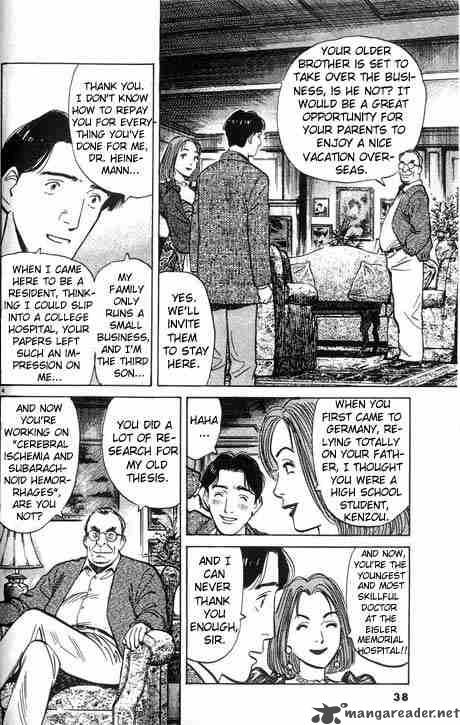 YOUR OLDER
BROTHER IS SET TO
TAKE OVER THE BUSI-
NESS, IS HE NOT? IT
WOULD BE A GREAT
OPPORTUNITY FOR
YOUR PARENTS TO
ENJOY A NICE
VACATION OVER-
SEAS.
YES.
WE'LL
INVITE
THEM
TO STAY
HERE.
THANK YOU.
I DON'T KNOW
HOW TO REPAY
YOU FOR EVERY-
THING YOU'VE
DONE FOR ME,
DR. HEINE-
MANN...
MY
FAMILY
ONLY
RUNS
A SMALL
BUSINESS,
AND I'M
THE THIRD
SON...
WHEN I CAME
HERE TO BE A
RESIDENT, THINK-
ING I COULD SLIP
INTO A COLLEGE
HOSPITAL, YOUR
PAPERS LEFT
SUCH AN IM-
PRESSION ON
ME...
WHEN YOU
FIRST CAME TO
GERMANY, RE-
LYING TOTALLY
ON YOUR FATH-
ER, I THOUGHT
YOU WERE A
HIGH SCHOOL
STUDENT,
KENZOU.
HAHA
...
AND NOW,
YOU'RE THE
YOUNGEST
AND MOST
SKILLFUL
DOCTOR
AT THE
EISLER
MEMORIAL
HOSPITAL!!
AND I
CAN
NEVER
THANK
YOU
ENOUGH,
SIR.
YOU DID A
LOT OF RE-
SEARCH FOR
MY OLD
THESIS.
AND NOW
YOU'RE
WORKING ON
"CEREBRAL
ISCHEMIA AND
SUBARACH-
NOID HEMOR-
RHAGES",
ARE YOU
NOT?
38
mangareader.net